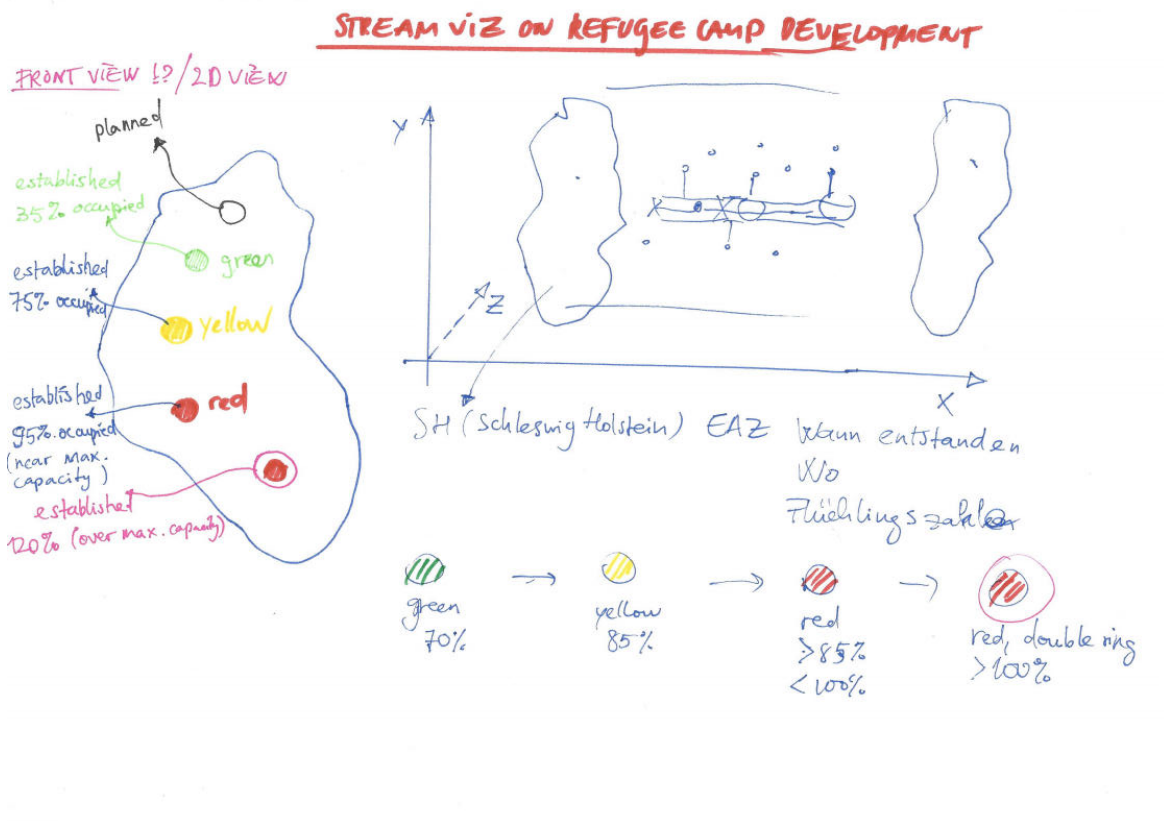 STREAM VIZ ON REFUGEE CAMP DEVELOPMENT
FRONT VIEW !?/2D VIEW
planned
established
35% occupied
green
established
75% occupied
yellow
established
95% occupied
(near max.
capacity)
red
established
120% (over max. capacity)
Y
Z
X
SH (Schleswig Holstein) EAZ Wann entstanden
Wo
Flüchlingszahlen
green
70%
yellow
85%
red
>85%
<100%
red, double ring
>100%